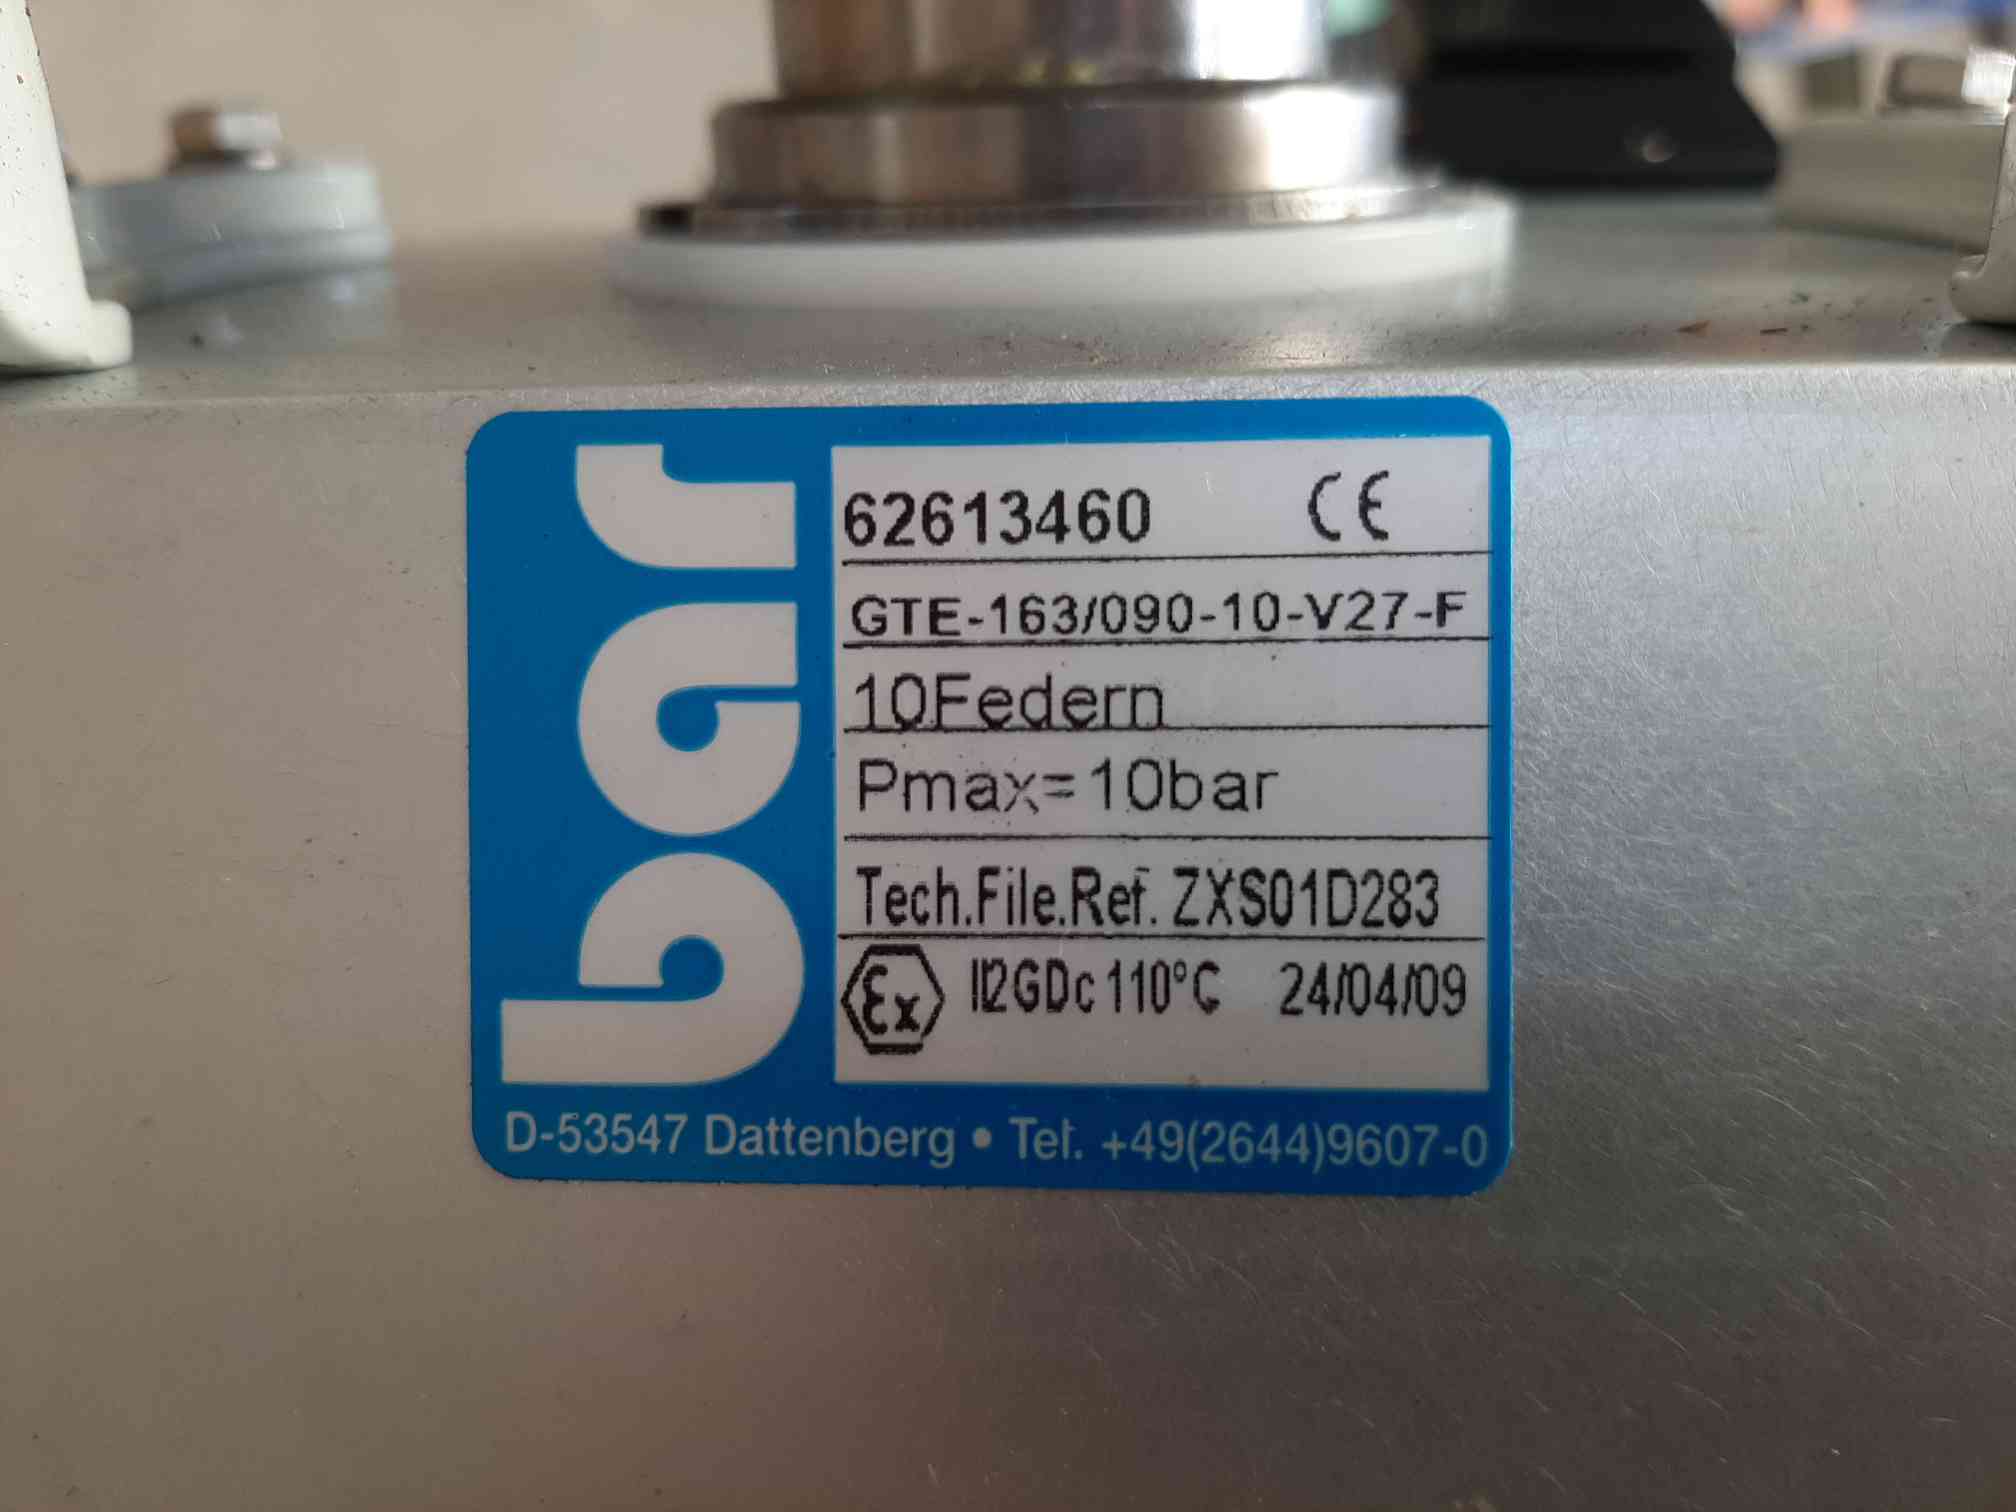 bar
62613460 CE
GTE-163/090-10-V27-F
10Federn
Pmax=10bar
Tech.File.Ref. ZXS01D283
Ex II2GDc 110°C 24/04/09
D-53547 Dattenberg • Tel. +49(2644)9607-0